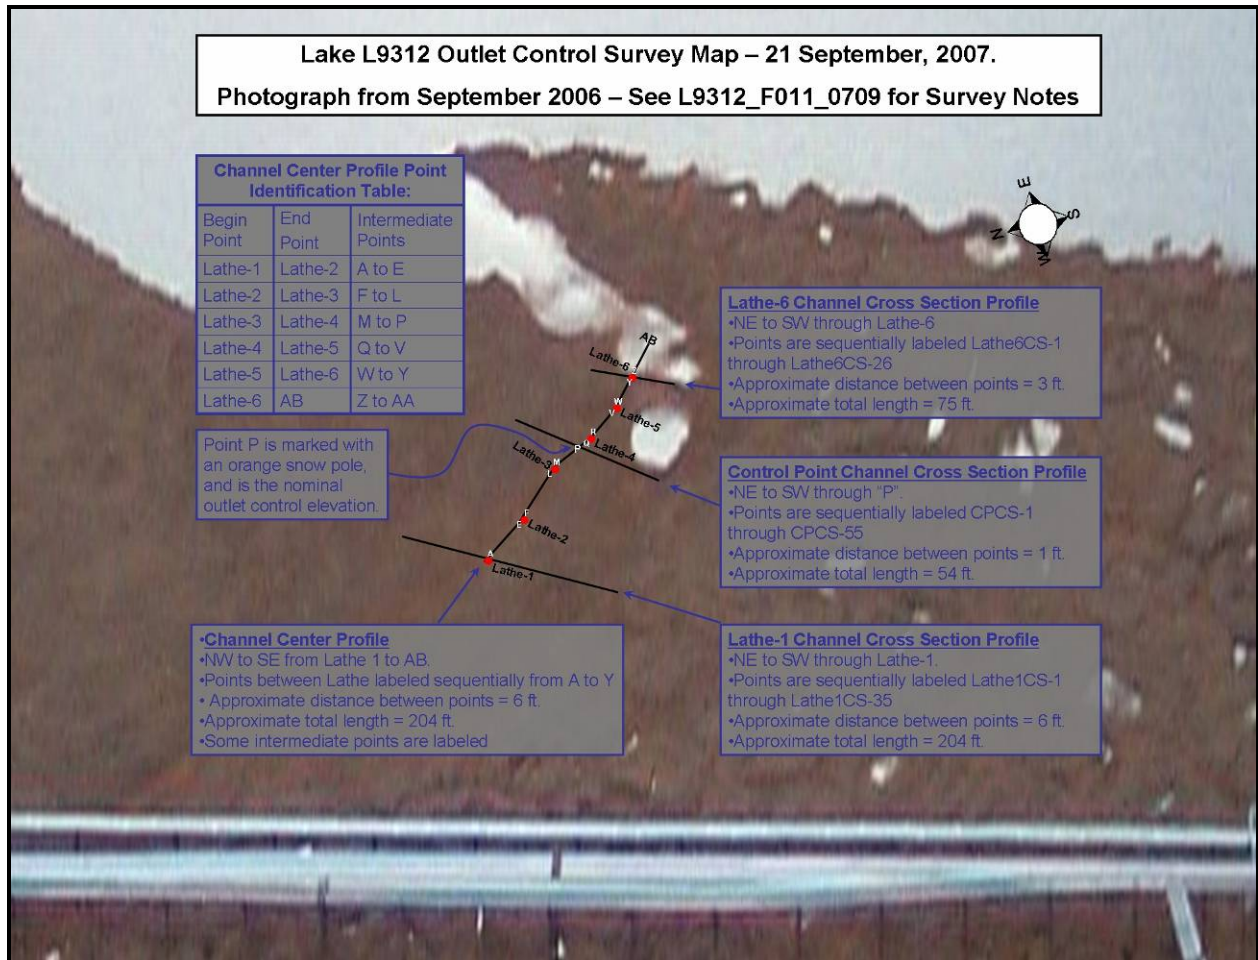 Lake L9312 Outlet Control Survey Map – 21 September, 2007.
Photograph from September 2006 – See L9312_F011_0709 for Survey Notes
Channel Center Profile Point
Identification Table:
Begin Point End Point Intermediate Points
Lathe-1 Lathe-2 A to E
Lathe-2 Lathe-3 F to L
Lathe-3 Lathe-4 M to P
Lathe-4 Lathe-5 Q to V
Lathe-5 Lathe-6 W to Y
Lathe-6 AB Z to AA
E
S
N
W
Point P is marked with
an orange snow pole,
and is the nominal
outlet control elevation.
AB
Lathe-6
Z
Y
W
V
Lathe-5
R
Q
Lathe-4
P
Lathe-3
M
L
F
E
Lathe-2
A
Lathe-1
Lathe-6 Channel Cross Section Profile
•NE to SW through Lathe-6
•Points are sequentially labeled Lathe6CS-1
through Lathe6CS-26
•Approximate distance between points = 3 ft.
•Approximate total length = 75 ft.
Control Point Channel Cross Section Profile
•NE to SW through “P”.
•Points are sequentially labeled CPCS-1
through CPCS-55
•Approximate distance between points = 1 ft.
•Approximate total length = 54 ft.
•Channel Center Profile
•NW to SE from Lathe 1 to AB.
•Points between Lathe labeled sequentially from A to Y
• Approximate distance between points = 6 ft.
•Approximate total length = 204 ft.
•Some intermediate points are labeled
Lathe-1 Channel Cross Section Profile
•NE to SW through Lathe-1.
•Points are sequentially labeled Lathe1CS-1
through Lathe1CS-35
•Approximate distance between points = 6 ft.
•Approximate total length = 204 ft.